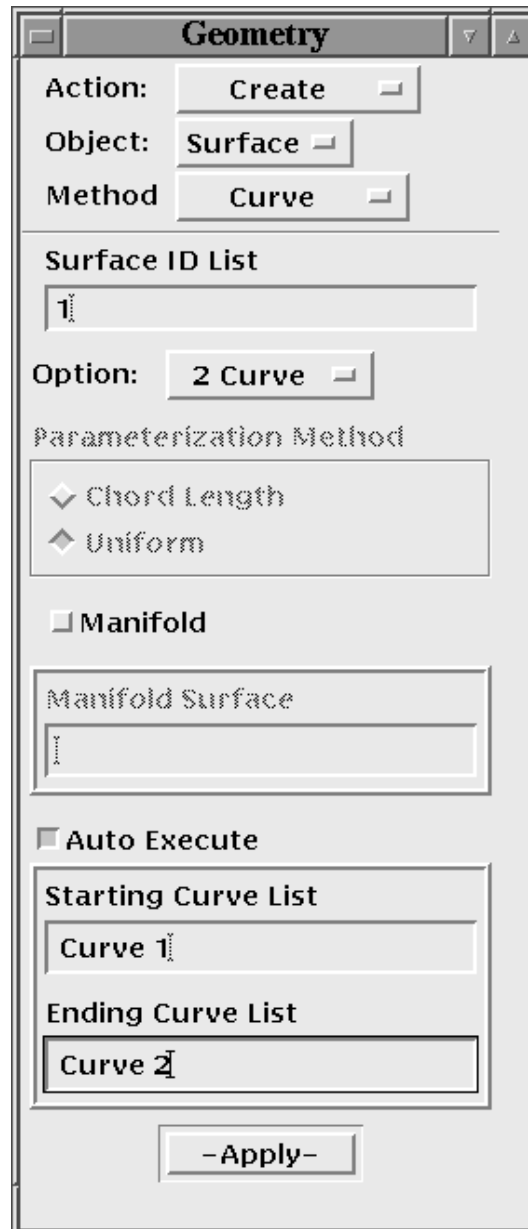 Geometry
Action: Create
Object: Surface
Method Curve
Surface ID List
1
Option: 2 Curve
Parameterization Method
Chord Length
Uniform
Manifold
Manifold Surface
Auto Execute
Starting Curve List
Curve 1
Ending Curve List
Curve 2
-Apply-